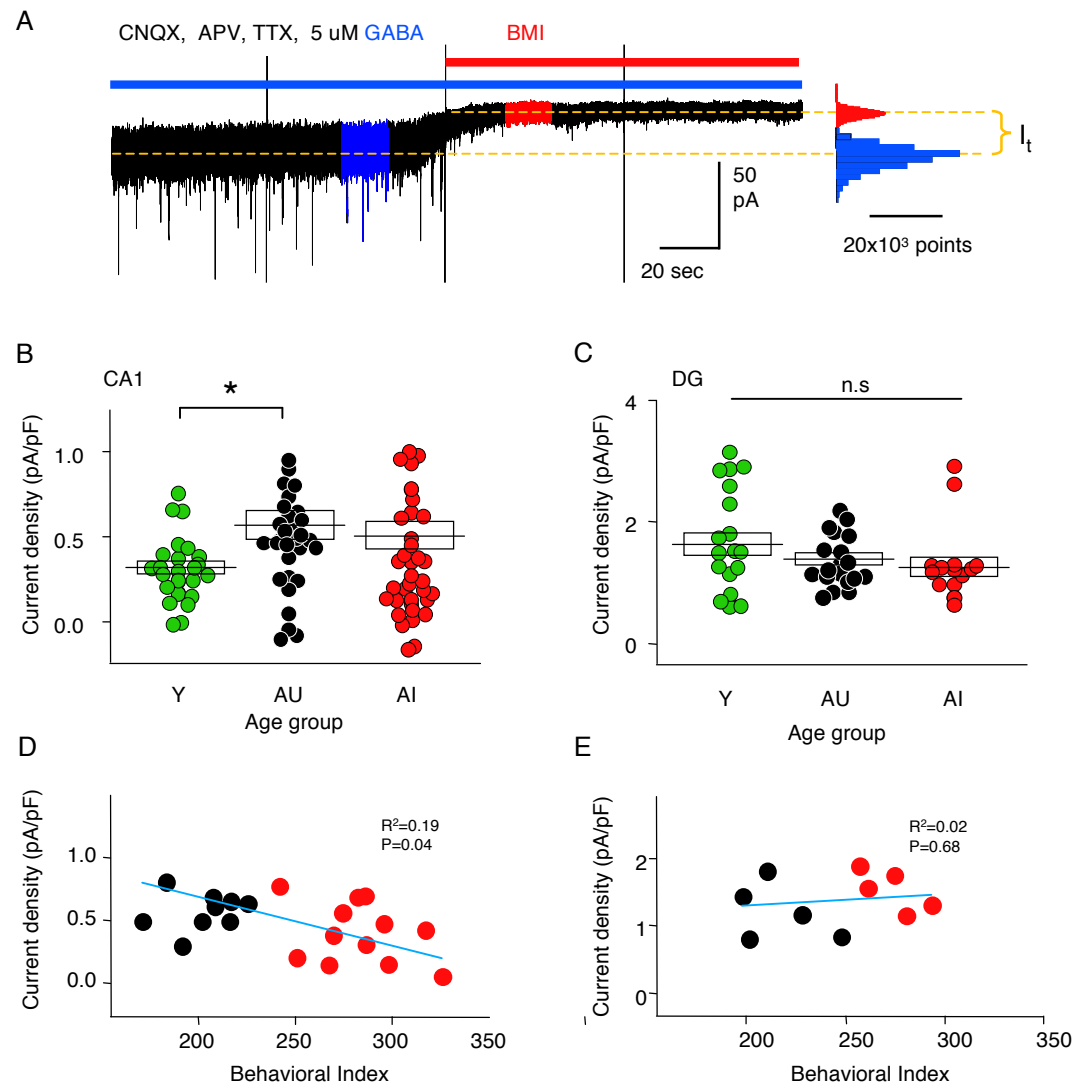 A
CNQX, APV, TTX, 5 uM GABA
BMI
I_t
50
pA
20 sec
20x10³ points
B
CA1
*
Current density (pA/pF)
1.0
0.5
0.0
Y AU AI
Age group
C
DG
n.s
Current density (pA/pF)
4
2
0
Y AU AI
Age group
D
R²=0.19
P=0.04
Current density (pA/pF)
1.0
0.5
0.0
200 250 300 350
Behavioral Index
E
R²=0.02
P=0.68
Current density (pA/pF)
2
1
0
200 250 300 350
Behavioral Index